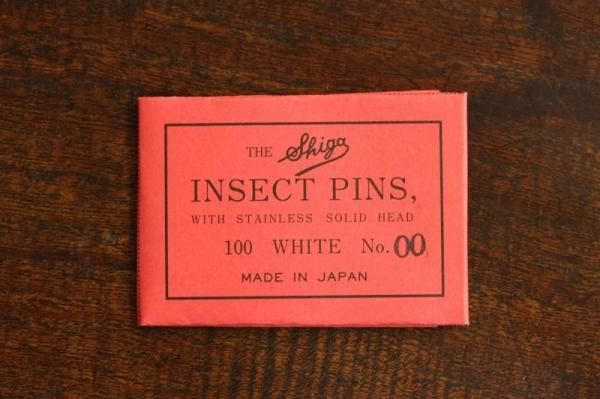 THE Shiga
INSECT PINS,
WITH STAINLESS SOLID HEAD
100 WHITE No. 00
MADE IN JAPAN